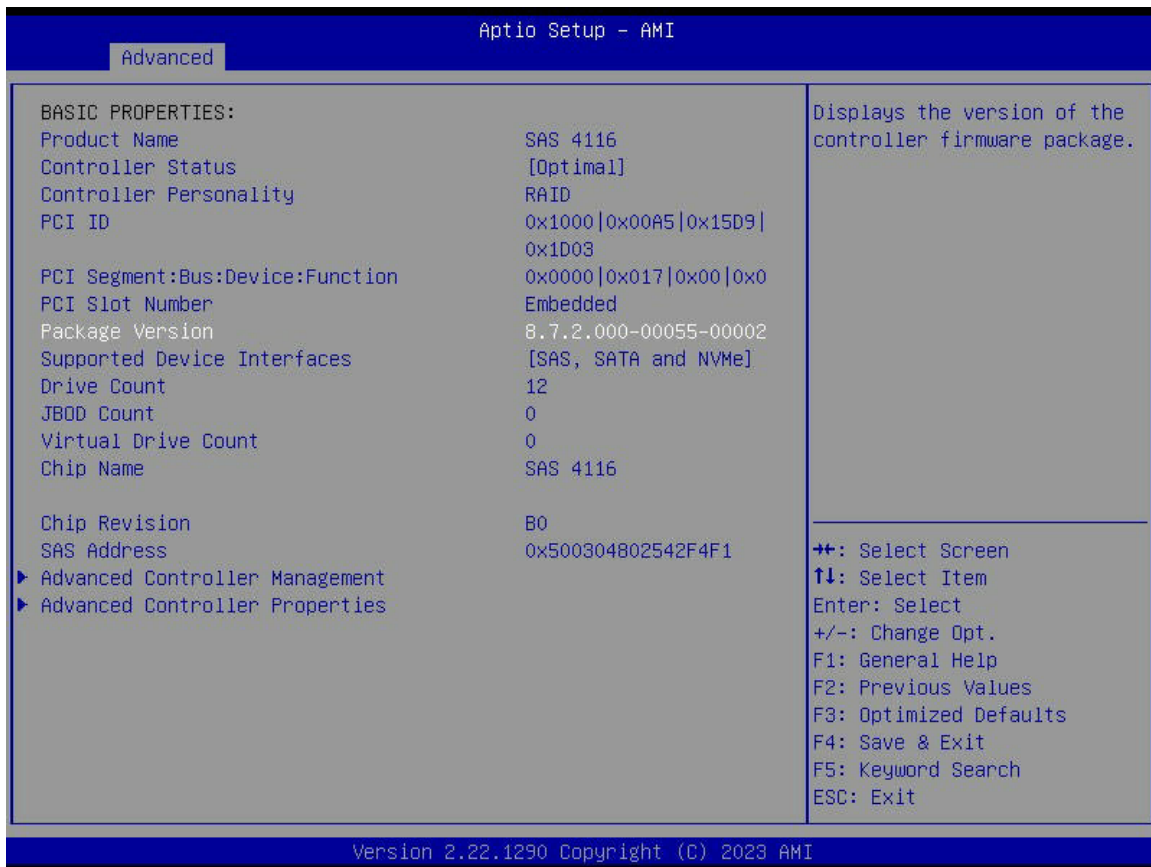 Aptio Setup - AMI
Advanced
BASIC PROPERTIES:
Product Name SAS 4116
Controller Status [Optimal]
Controller Personality RAID
PCI ID 0x1000|0x00A5|0x15D9|
0x1D03
PCI Segment:Bus:Device:Function 0x0000|0x017|0x00|0x0
PCI Slot Number Embedded
Package Version 8.7.2.000-00055-00002
Supported Device Interfaces [SAS, SATA and NVMe]
Drive Count 12
JBOD Count 0
Virtual Drive Count 0
Chip Name SAS 4116
Chip Revision B0
SAS Address 0x500304802542F4F1
Advanced Controller Management
Advanced Controller Properties
Displays the version of the
controller firmware package.
→←: Select Screen
↑↓: Select Item
Enter: Select
+/-: Change Opt.
F1: General Help
F2: Previous Values
F3: Optimized Defaults
F4: Save & Exit
F5: Keyword Search
ESC: Exit
Version 2.22.1290 Copyright (C) 2023 AMI